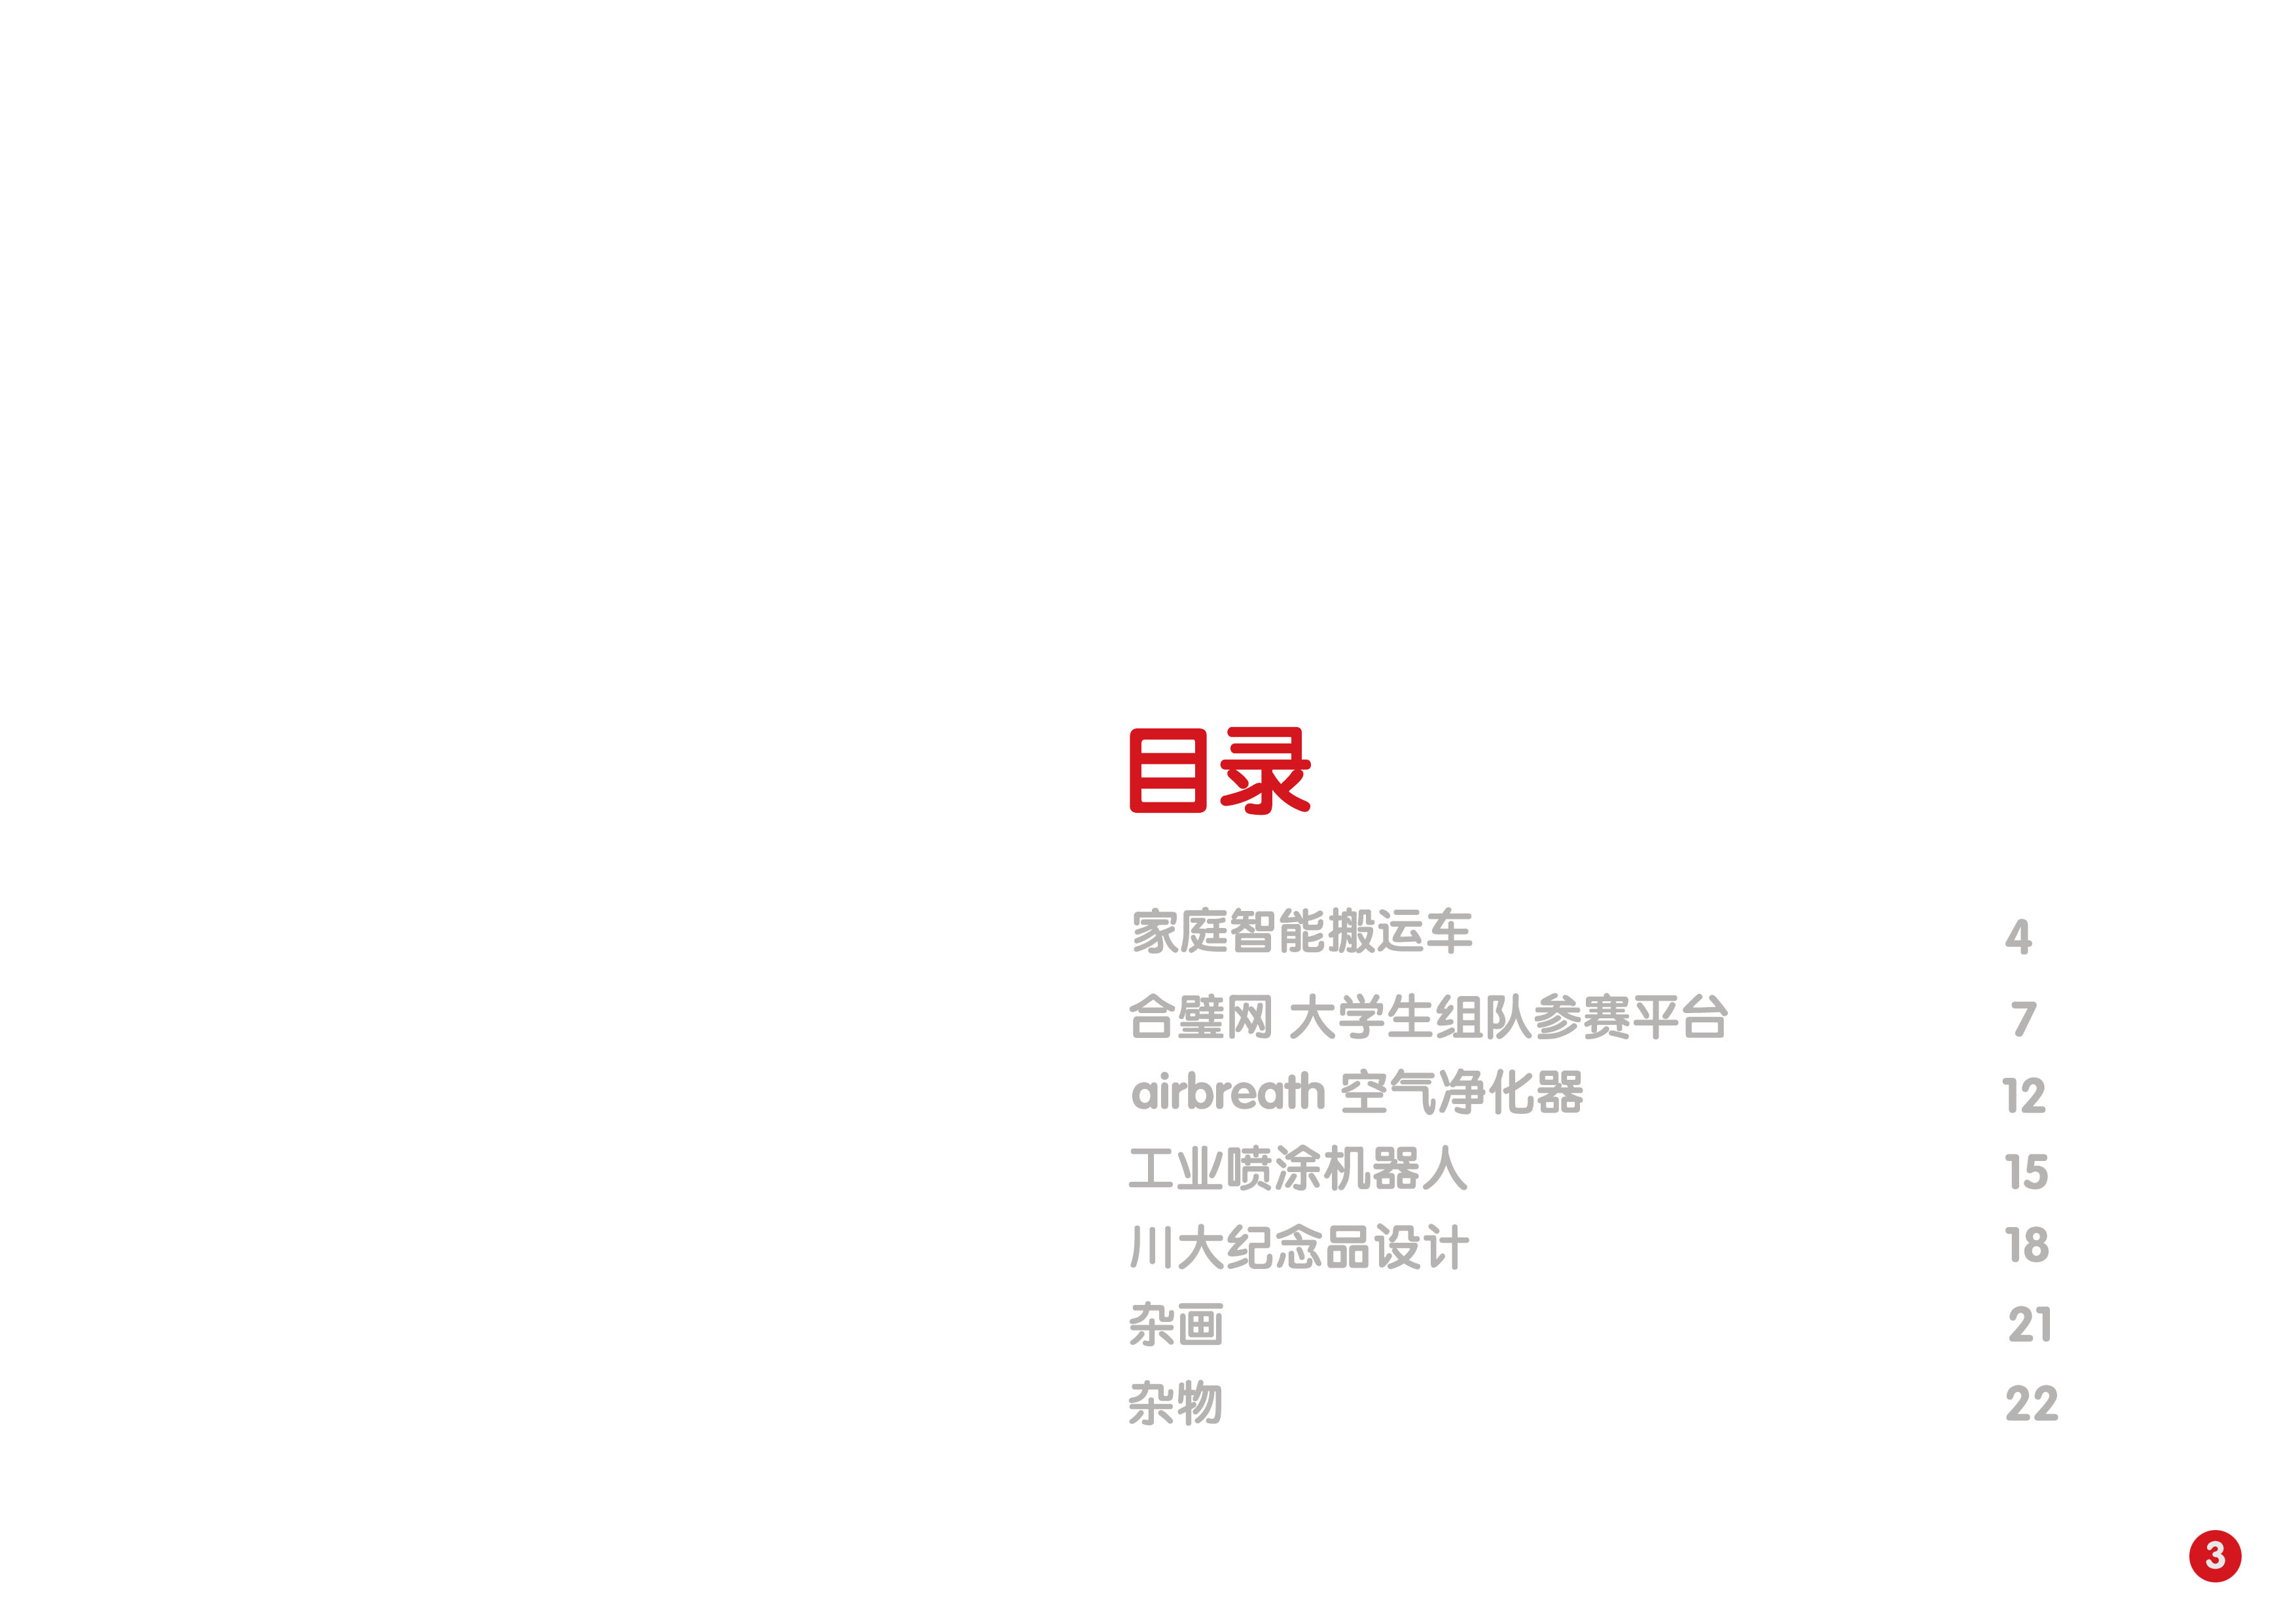 目录
家庭智能搬运车 4
合璧网 大学生组队参赛平台 7
airbreath 空气净化器 12
工业喷涂机器人 15
川大纪念品设计 18
杂画 21
杂物 22
3